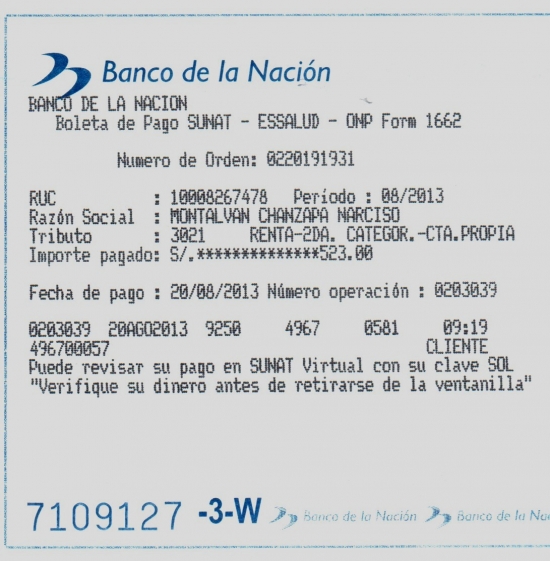 Banco de la Nación
BANCO DE LA NACION
Boleta de Pago SUNAT - ESSALUD - ONP Form 1662
Numero de Orden: 0220191931
RUC : 10008267478 Período : 08/2013
Razón Social : MONTALVAN CHANZAPA NARCISO
Tributo : 3021 RENTA-2DA. CATEGOR.-CTA.PROPIA
Importe pagado: S/.***************523.00
Fecha de pago : 20/08/2013 Número operación : 0203039
0203039 20AGO2013 9250 4967 0581 09:19
496700057 CLIENTE
Puede revisar su pago en SUNAT Virtual con su clave SOL
"Verifique su dinero antes de retirarse de la ventanilla"
7109127 -3-W Banco de la Nación Banco de la Na